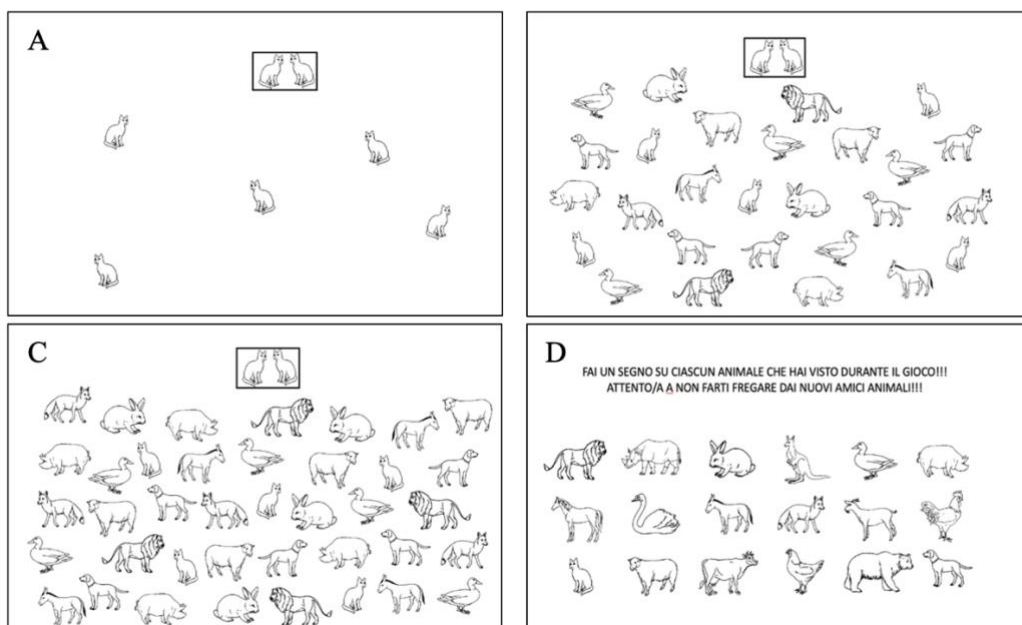 A
C
D
FAI UN SEGNO SU CIASCUN ANIMALE CHE HAI VISTO DURANTE IL GIOCO!!!
ATTENTO/A A NON FARTI FREGARE DAI NUOVI AMICI ANIMALI!!!